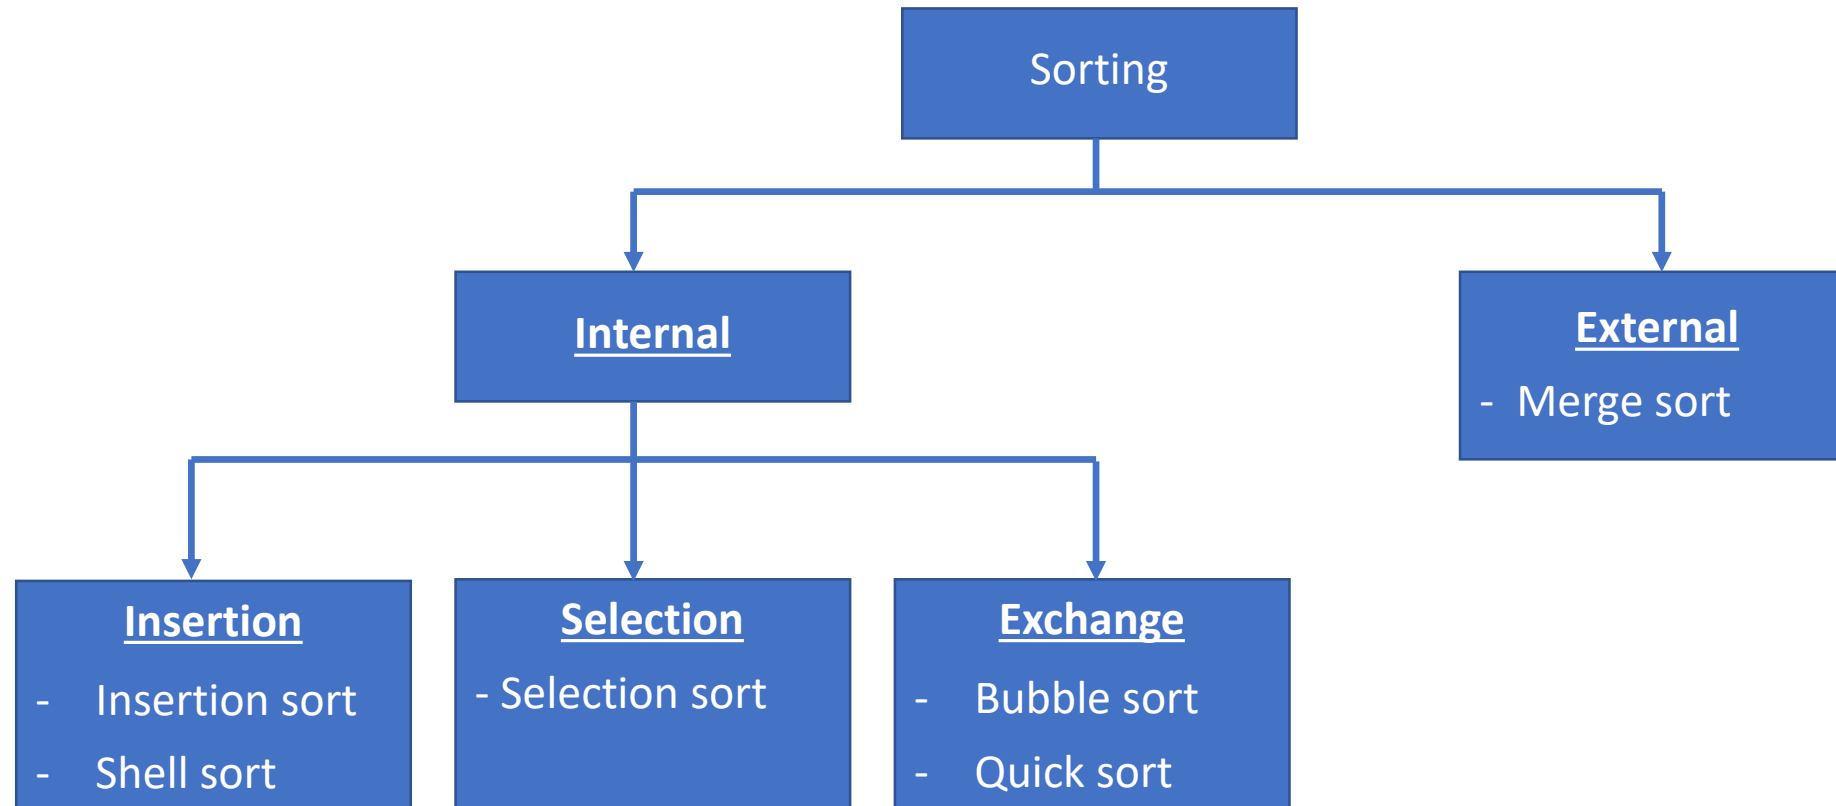 Sorting
Internal
External
- Merge sort
Insertion
- Insertion sort
- Shell sort
Selection
- Selection sort
Exchange
- Bubble sort
- Quick sort